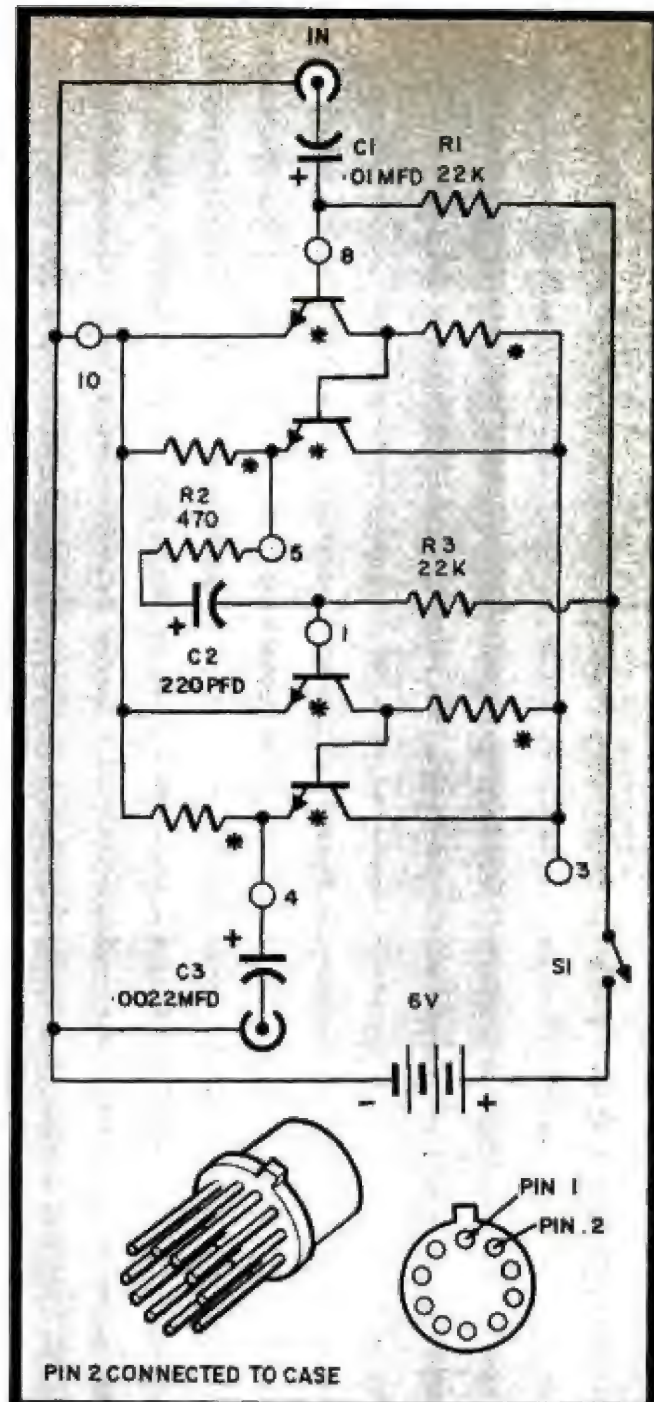 IN
C1
.01MFD
R1
22K
+
8
*
*
10
*
*
R2
470
5
R3
22K
+
C2
220PFD
1
*
*
*
*
3
4
+
C3
.0022MFD
S1
6V
- +
PIN 1
PIN .2
PIN 2 CONNECTED TO CASE